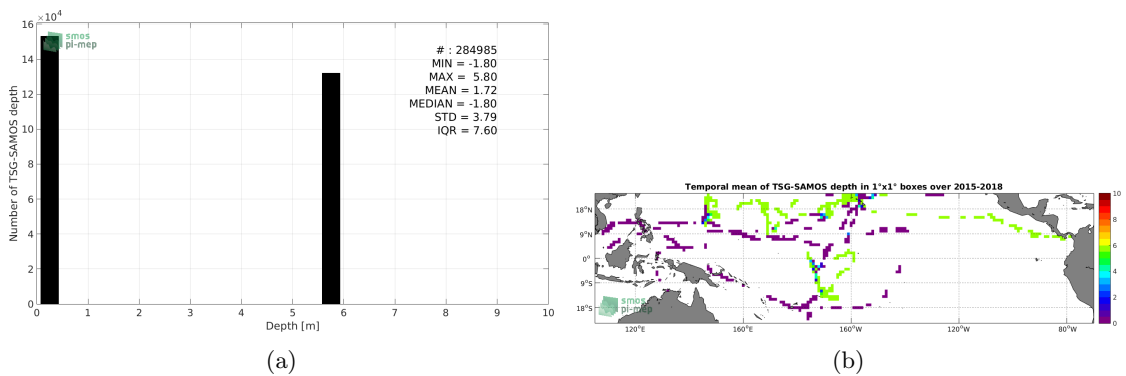 ×10⁴
16
14
12
10
8
6
4
2
0
Number of TSG-SAMOS depth
smos
pi-mep
# : 284985
MIN = -1.80
MAX = 5.80
MEAN = 1.72
MEDIAN = -1.80
STD = 3.79
IQR = 7.60
0 1 2 3 4 5 6 7 8 9 10
Depth [m]
(a)
Temporal mean of TSG-SAMOS depth in 1°x1° boxes over 2015-2018
18°N
9°N
0°
9°S
18°S
smos
pi-mep
120°E 160°E 160°W 120°W 80°W
10
8
6
4
2
0
(b)